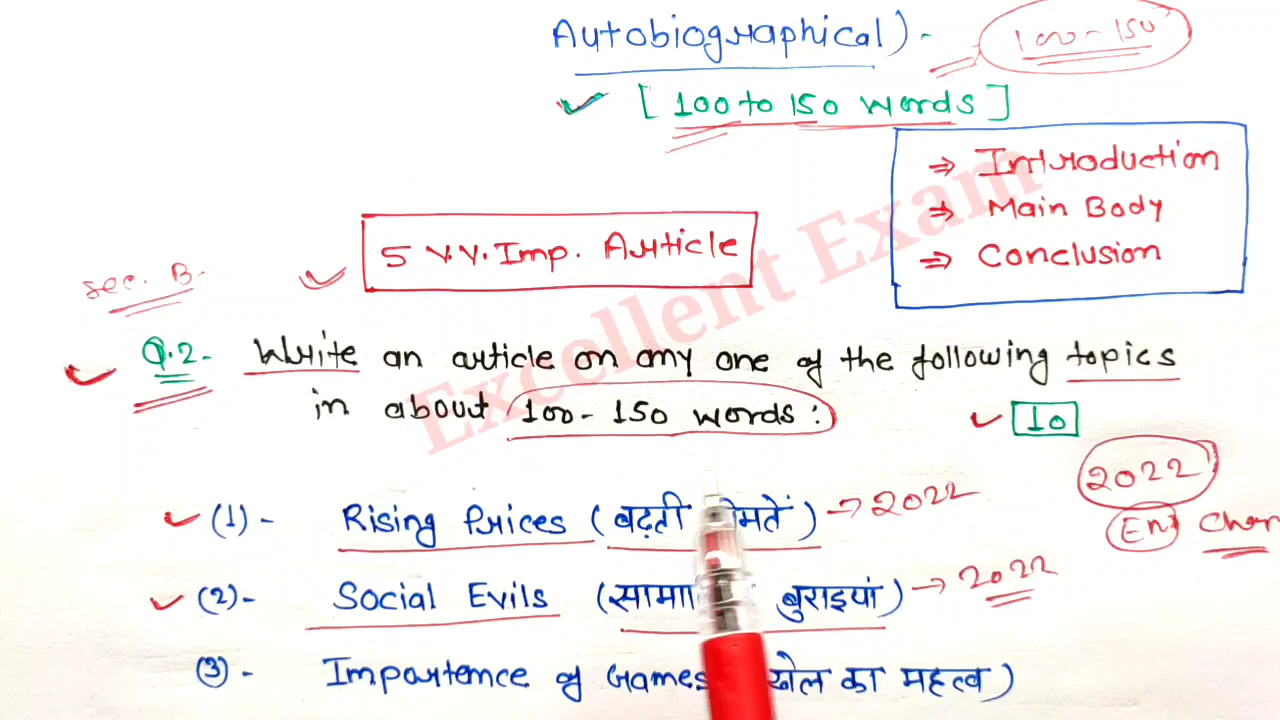 Autobiographical) - 100-150
[100 to 150 words]
⇒ Introduction
⇒ Main Body
⇒ Conclusion
5 V.V. Imp. Article
Sec. B-
Q.2- Write an article on any one of the following topics
in about 100-150 words: 10
2022
(1)- Rising Prices (बढ़ती) → 2022
(2)- Social Evils (बुराइयां) → 2022
(3)- Importence of Games खेल का महत्व)
Excellent Exam